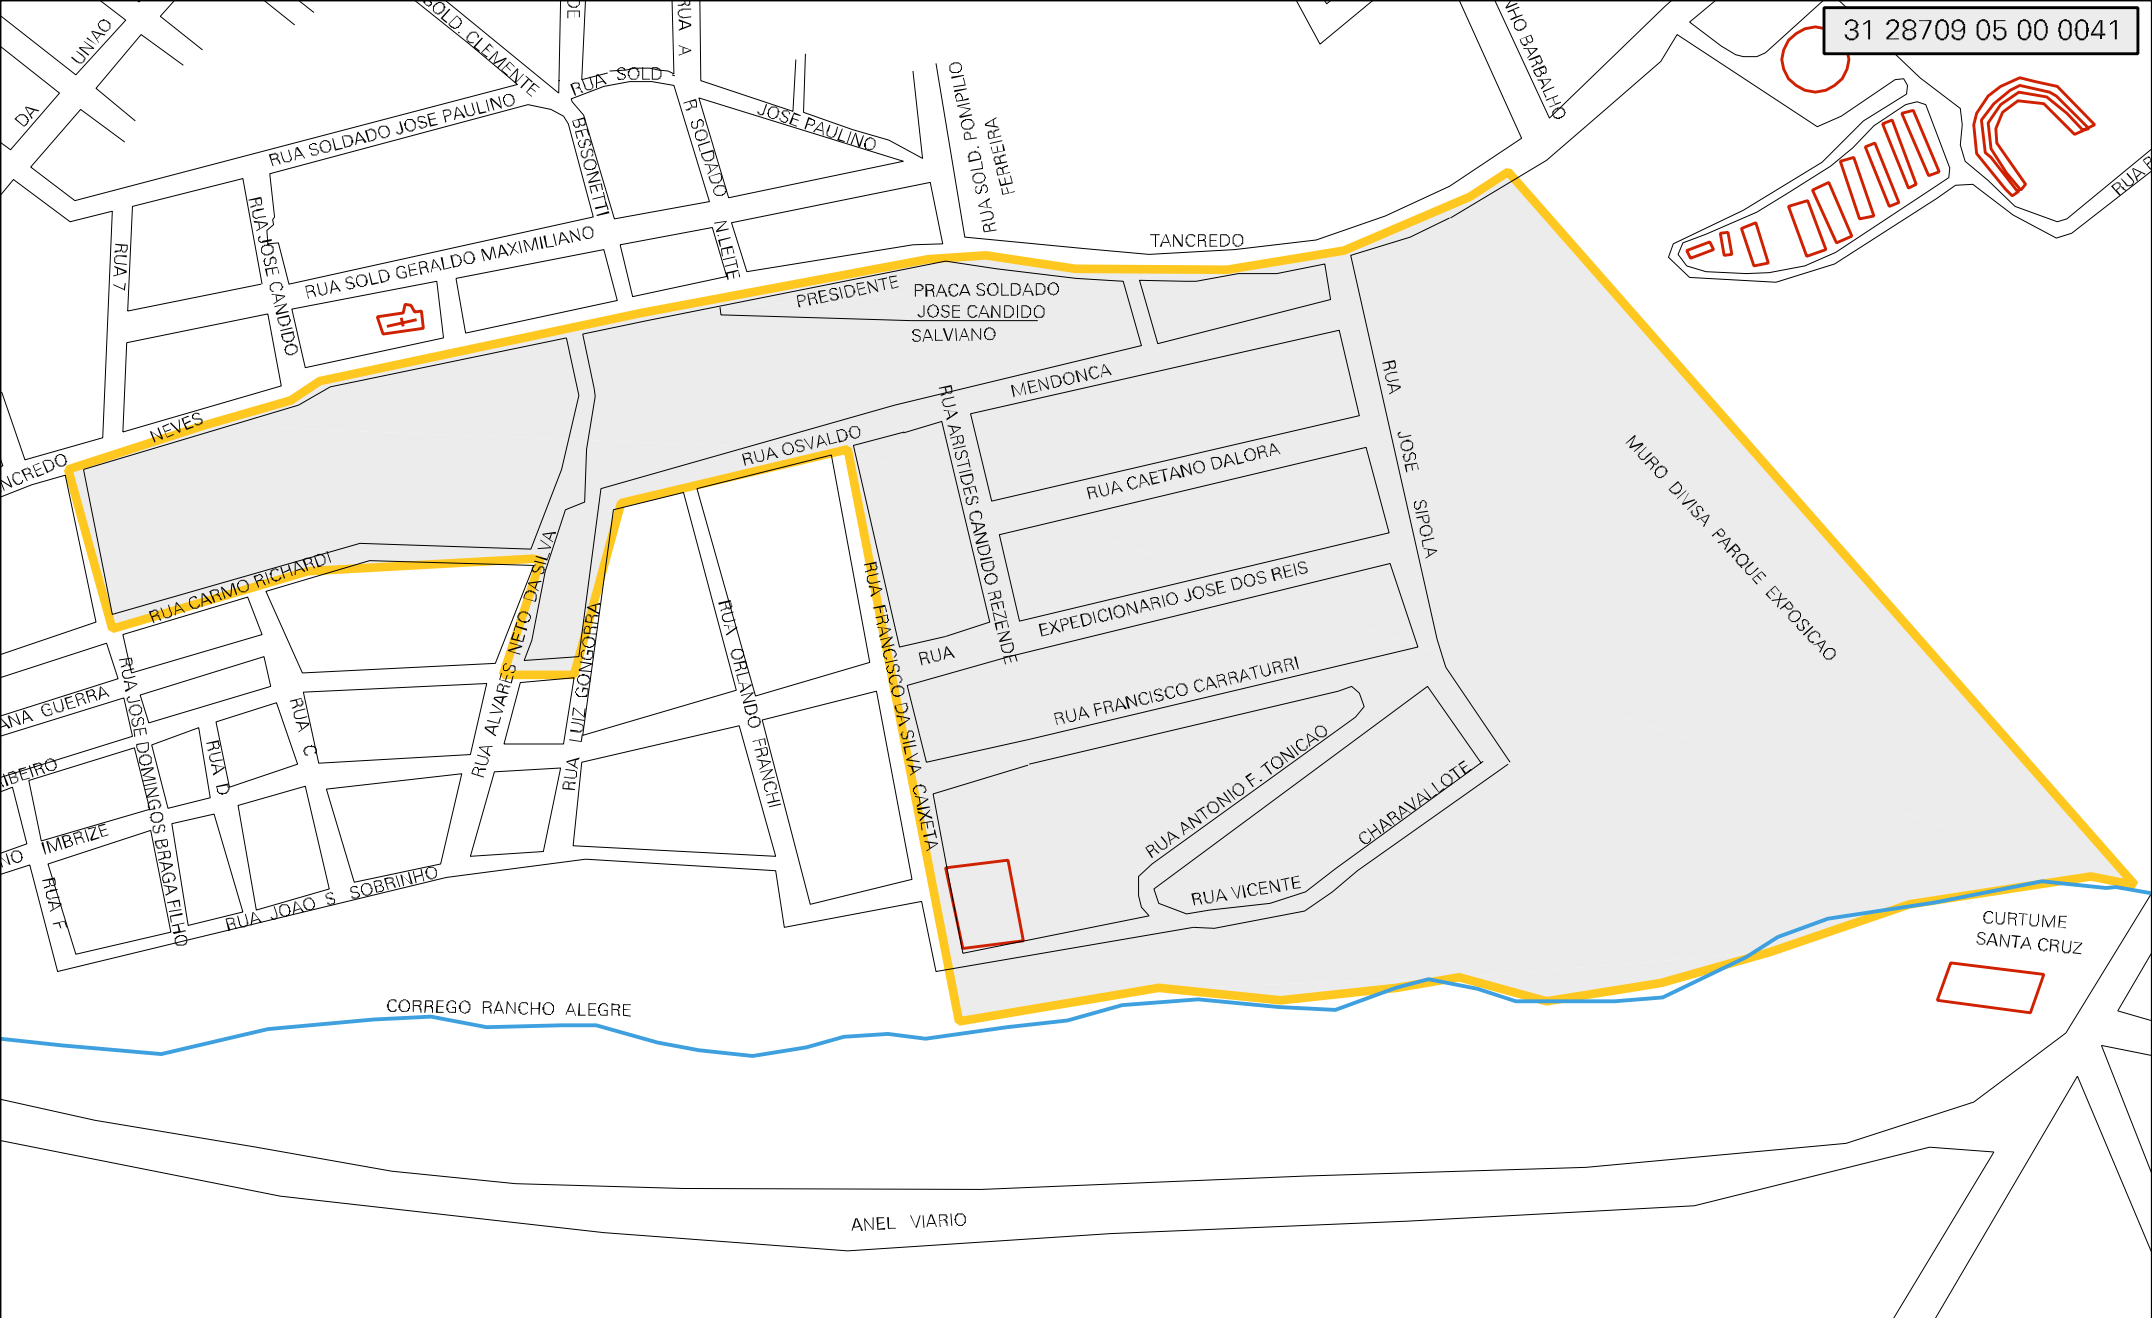 31 28709 05 00 0041
UNIAO
DA
SOLD. CLEMENTE
DE
RUA A
RUA SOLD
RUA SOLDADO JOSE PAULINO
BESSONETTI
R SOLDADO
N.LEITE
JOSE PAULINO
RUA SOLD. POMPILIO
FERREIRA
NHO BARBALHO
RUA 7
RUA JOSE CANDIDO
RUA SOLD GERALDO MAXIMILIANO
TANCREDO
PRESIDENTE
PRACA SOLDADO
JOSE CANDIDO
SALVIANO
NEVES
NCREDO
RUA OSVALDO
MENDONCA
RUA ARISTIDES CANDIDO REZENDE
RUA CAETANO DALORA
RUA JOSE SIPOLA
MURO DIVISA PARQUE EXPOSICAO
RUA CARMO RICHARDI
RUA ALVARES NETO DA SILVA
RUA LUIZ GONGORRA
RUA ORLANDO FRANCHI
RUA FRANCISCO DA SILVA CAIXETA
RUA EXPEDICIONARIO JOSE DOS REIS
RUA FRANCISCO CARRATURRI
RUA ANTONIO F. TONICAO
RUA VICENTE CHARAVALLOTE
ANA GUERRA
IBEIRO
NO IMBRIZE
RUA JOSE DOMINGOS BRAGA FILHO
RUA C
RUA D
RUA F
RUA JOAO S SOBRINHO
CORREGO RANCHO ALEGRE
CURTUME
SANTA CRUZ
ANEL VIARIO